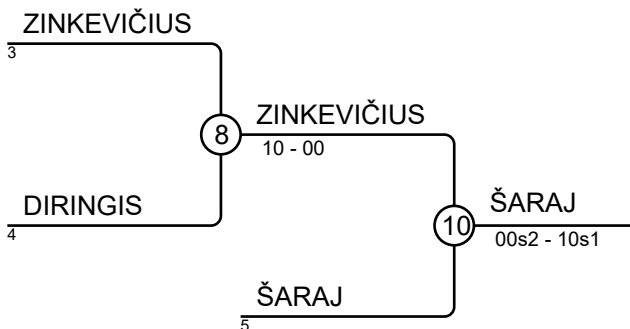 ZINKEVIČIUS
3
8
ZINKEVIČIUS
10 - 00
DIRINGIS
4
10
ŠARAJ
00s2 - 10s1
ŠARAJ
5